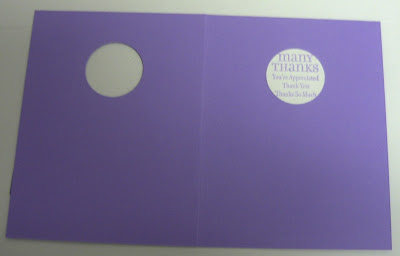 many
THANKS
You're Appreciated
Thank You
Thanks So Much